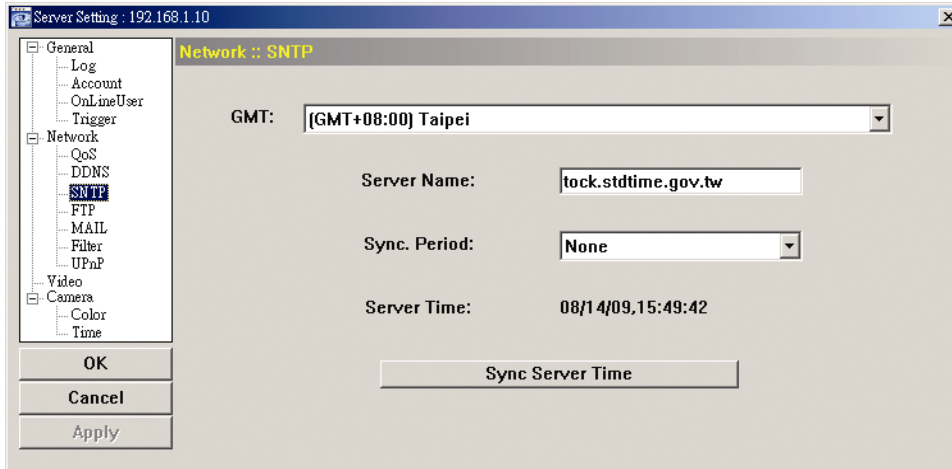 Server Setting : 192.168.1.10
General
Log
Account
OnLineUser
Trigger
Network
QoS
DDNS
SNTP
FTP
MAIL
Filter
UPnP
Video
Camera
Color
Time
OK
Cancel
Apply
Network :: SNTP
GMT: (GMT+08:00) Taipei
Server Name: tock.stdtime.gov.tw
Sync. Period: None
Server Time: 08/14/09,15:49:42
Sync Server Time